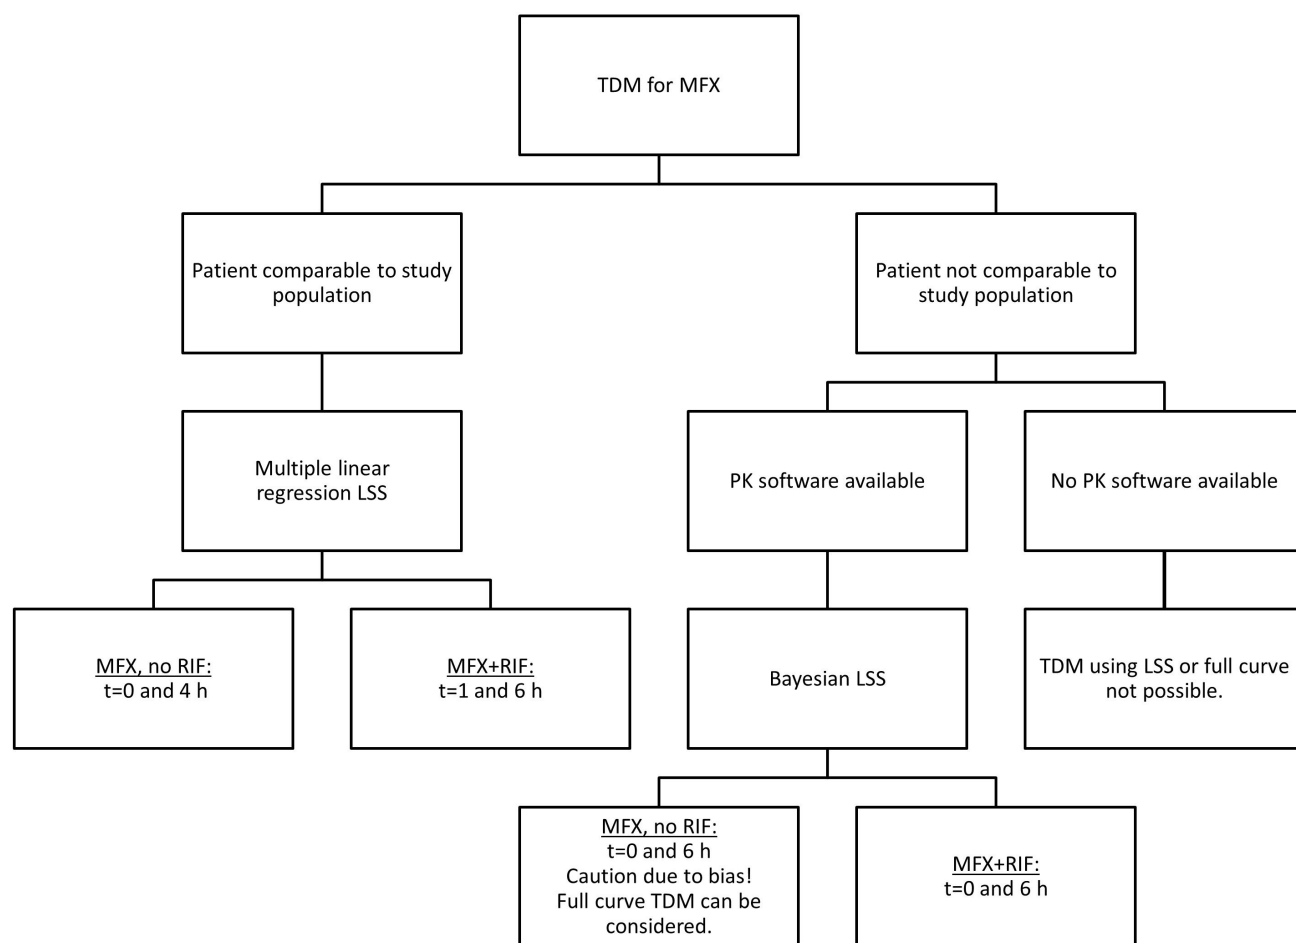 TDM for MFX
Patient comparable to study
population
Patient not comparable to
study population
Multiple linear
regression LSS
PK software available
No PK software available
MFX, no RIF:
t=0 and 4 h
MFX+RIF:
t=1 and 6 h
Bayesian LSS
TDM using LSS or full curve
not possible.
MFX, no RIF:
t=0 and 6 h
Caution due to bias!
Full curve TDM can be
considered.
MFX+RIF:
t=0 and 6 h